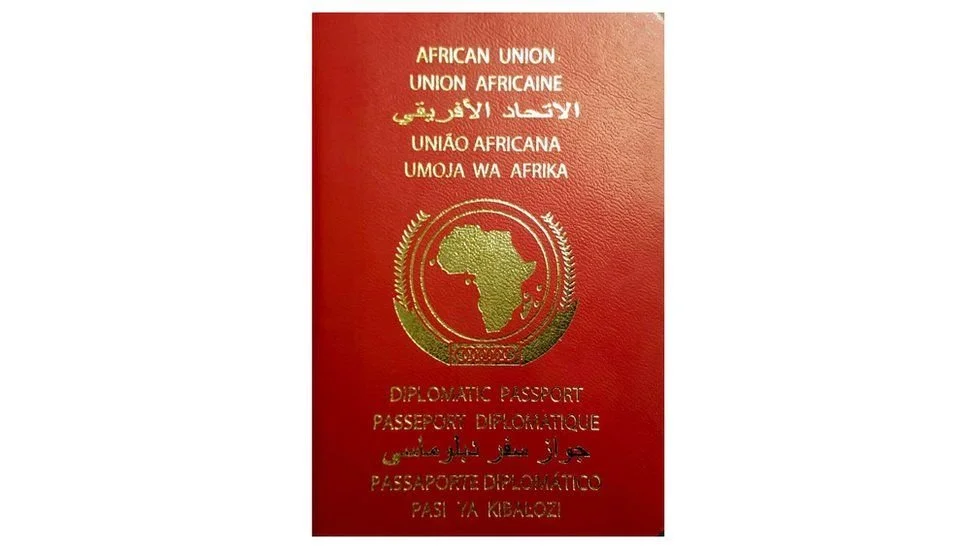 AFRICAN UNION
UNION AFRICAINE
الاتحاد الأفريقي
UNIÃO AFRICANA
UMOJA WA AFRIKA
DIPLOMATIC PASSPORT
PASSEPORT DIPLOMATIQUE
جواز سفر دبلوماسي
PASSAPORTE DIPLOMÁTICO
PASI YA KIBALOZI